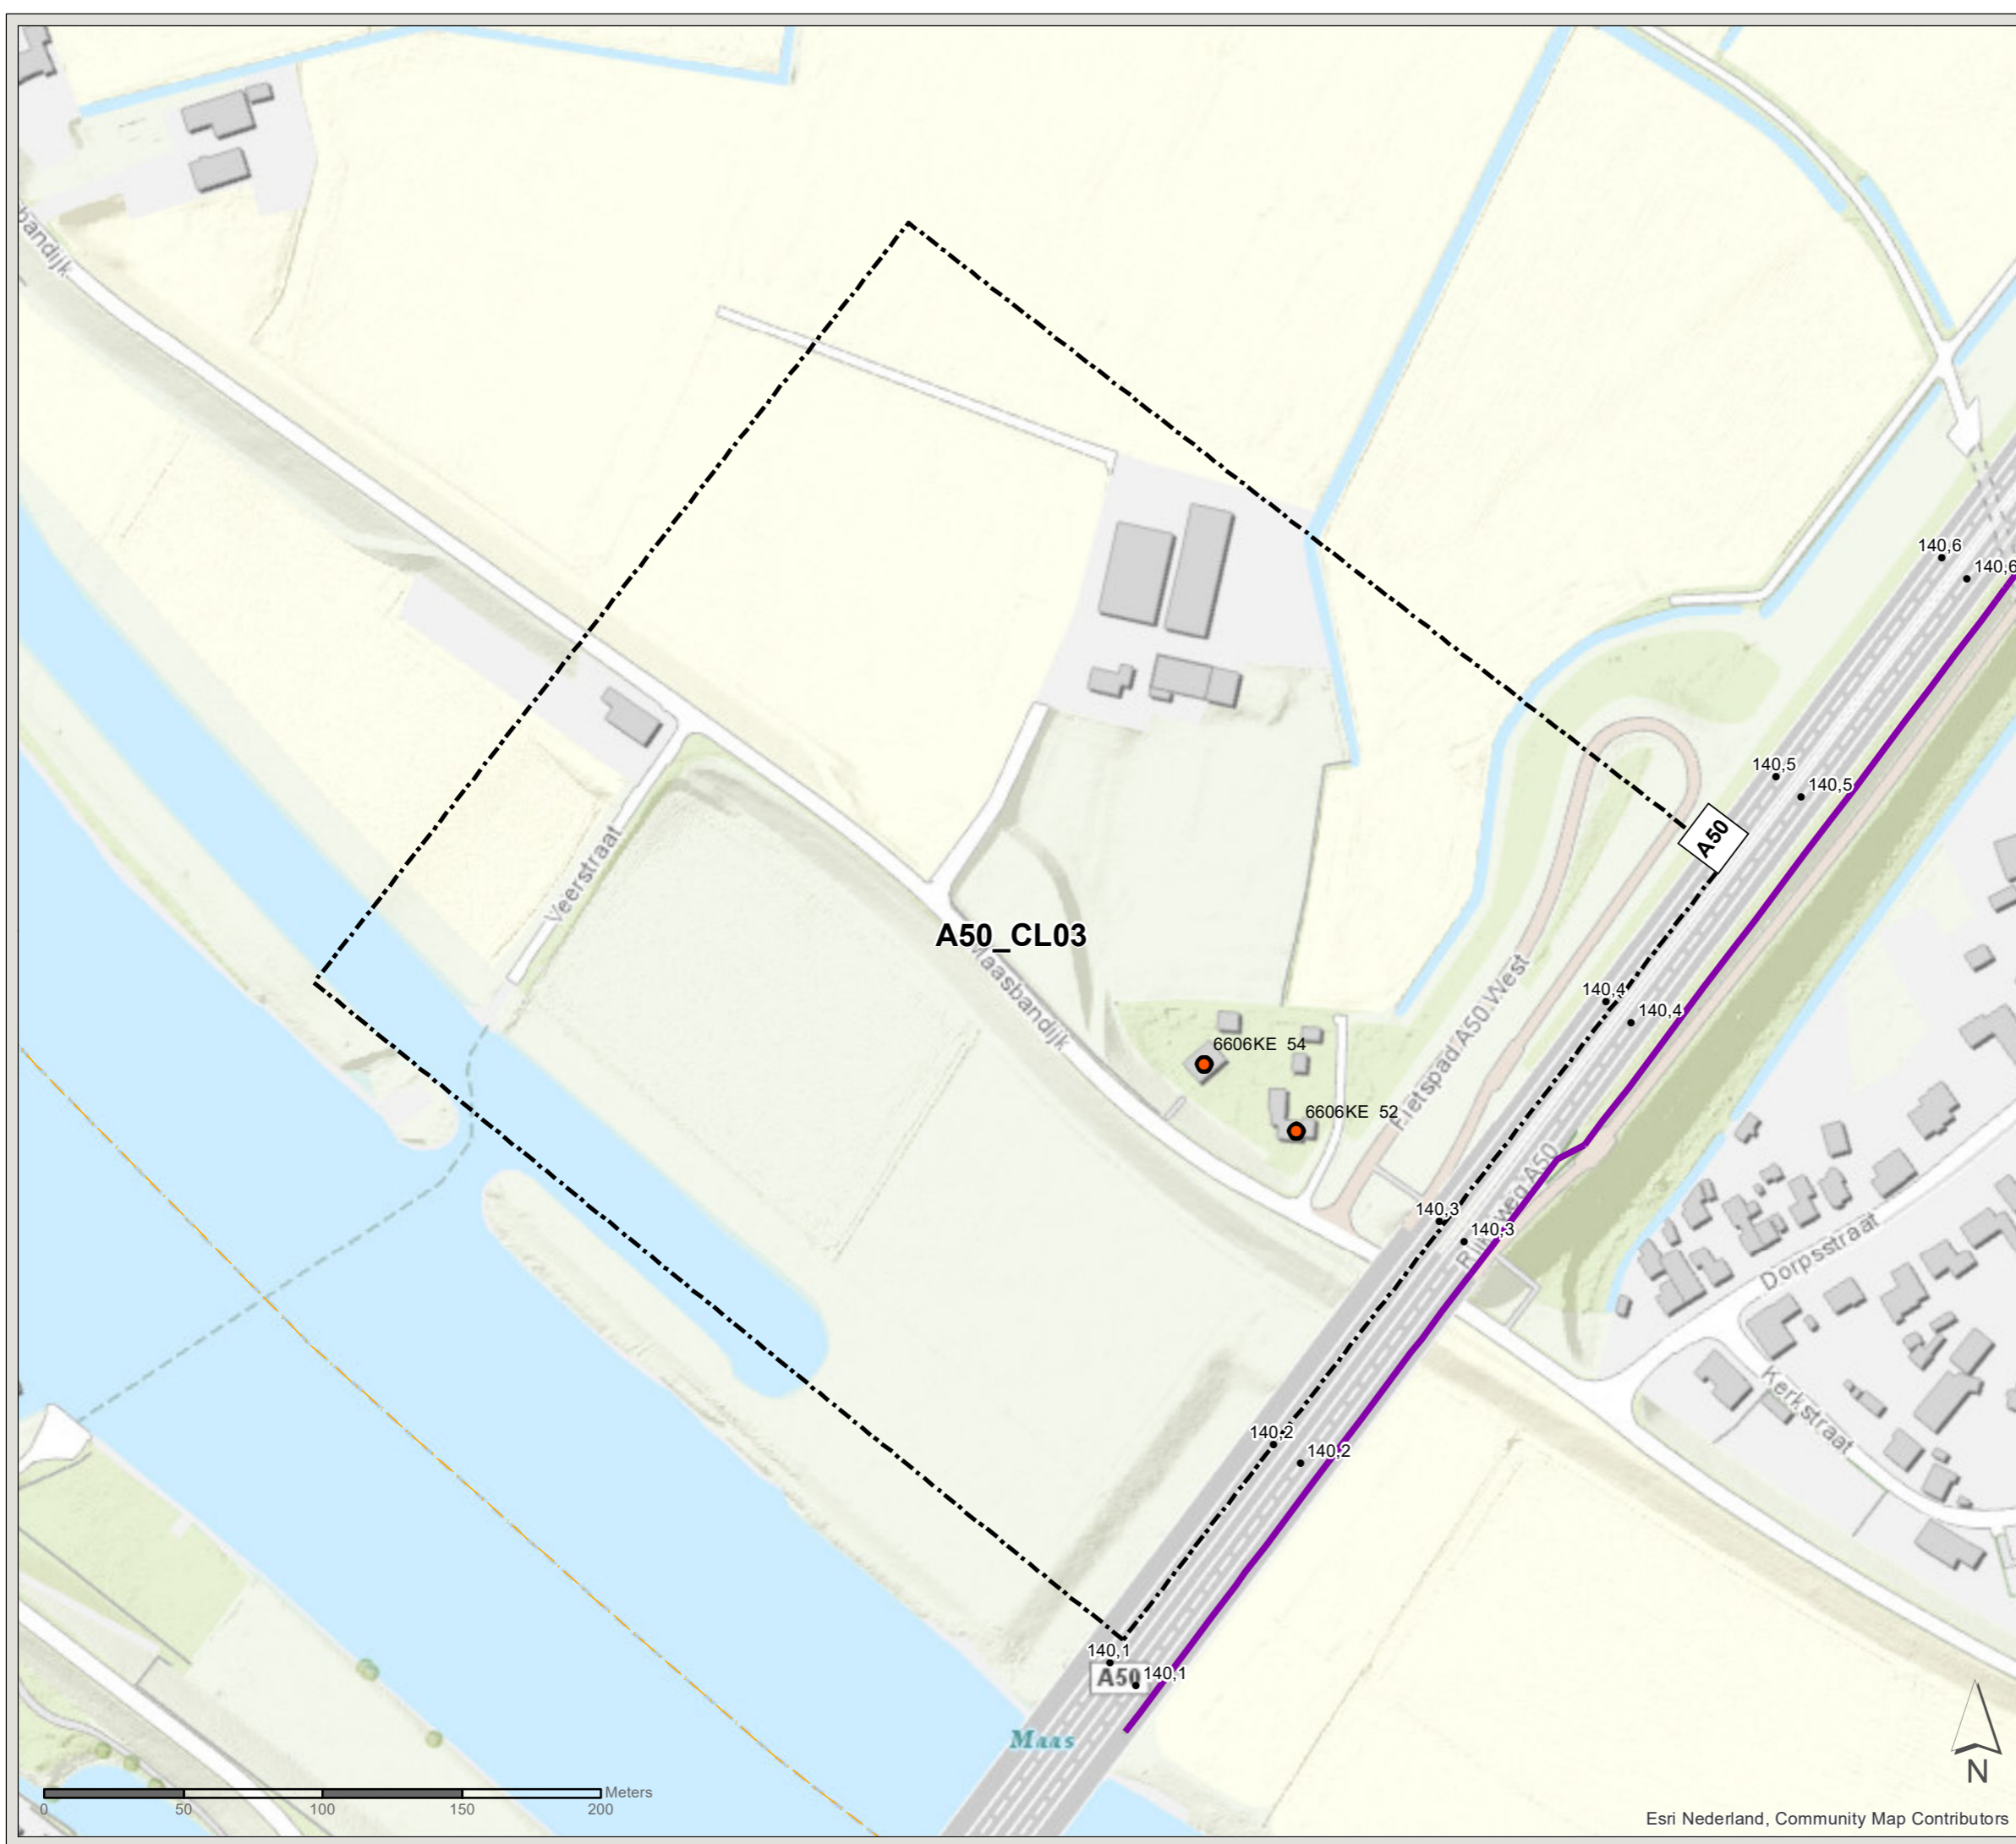 bandijk
140,6
140,6
140,5
140,5
A50
Veerstraat
A50_CL03
Maasbandijk
Fietspad A50 West
140,4
140,4
6606KE 54
6606KE 52
Rijksweg A50
140,3
140,3
Dorpsstraat
Kerkstraat
140,2
140,2
140,1
A50
140,1
Maas
N
Meters
0 50 100 150 200
Esri Nederland, Community Map Contributors